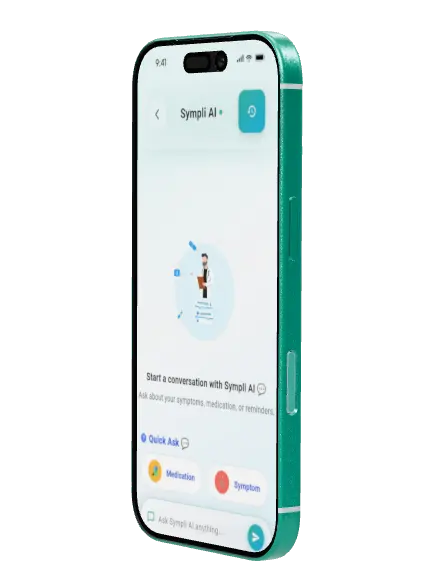 9:41
Sympli AI
Start a conversation with Sympli AI 💬
Ask about your symptoms, medication, or reminders.
Quick Ask 💬
Medication
Symptom
Ask Sympli AI anything...